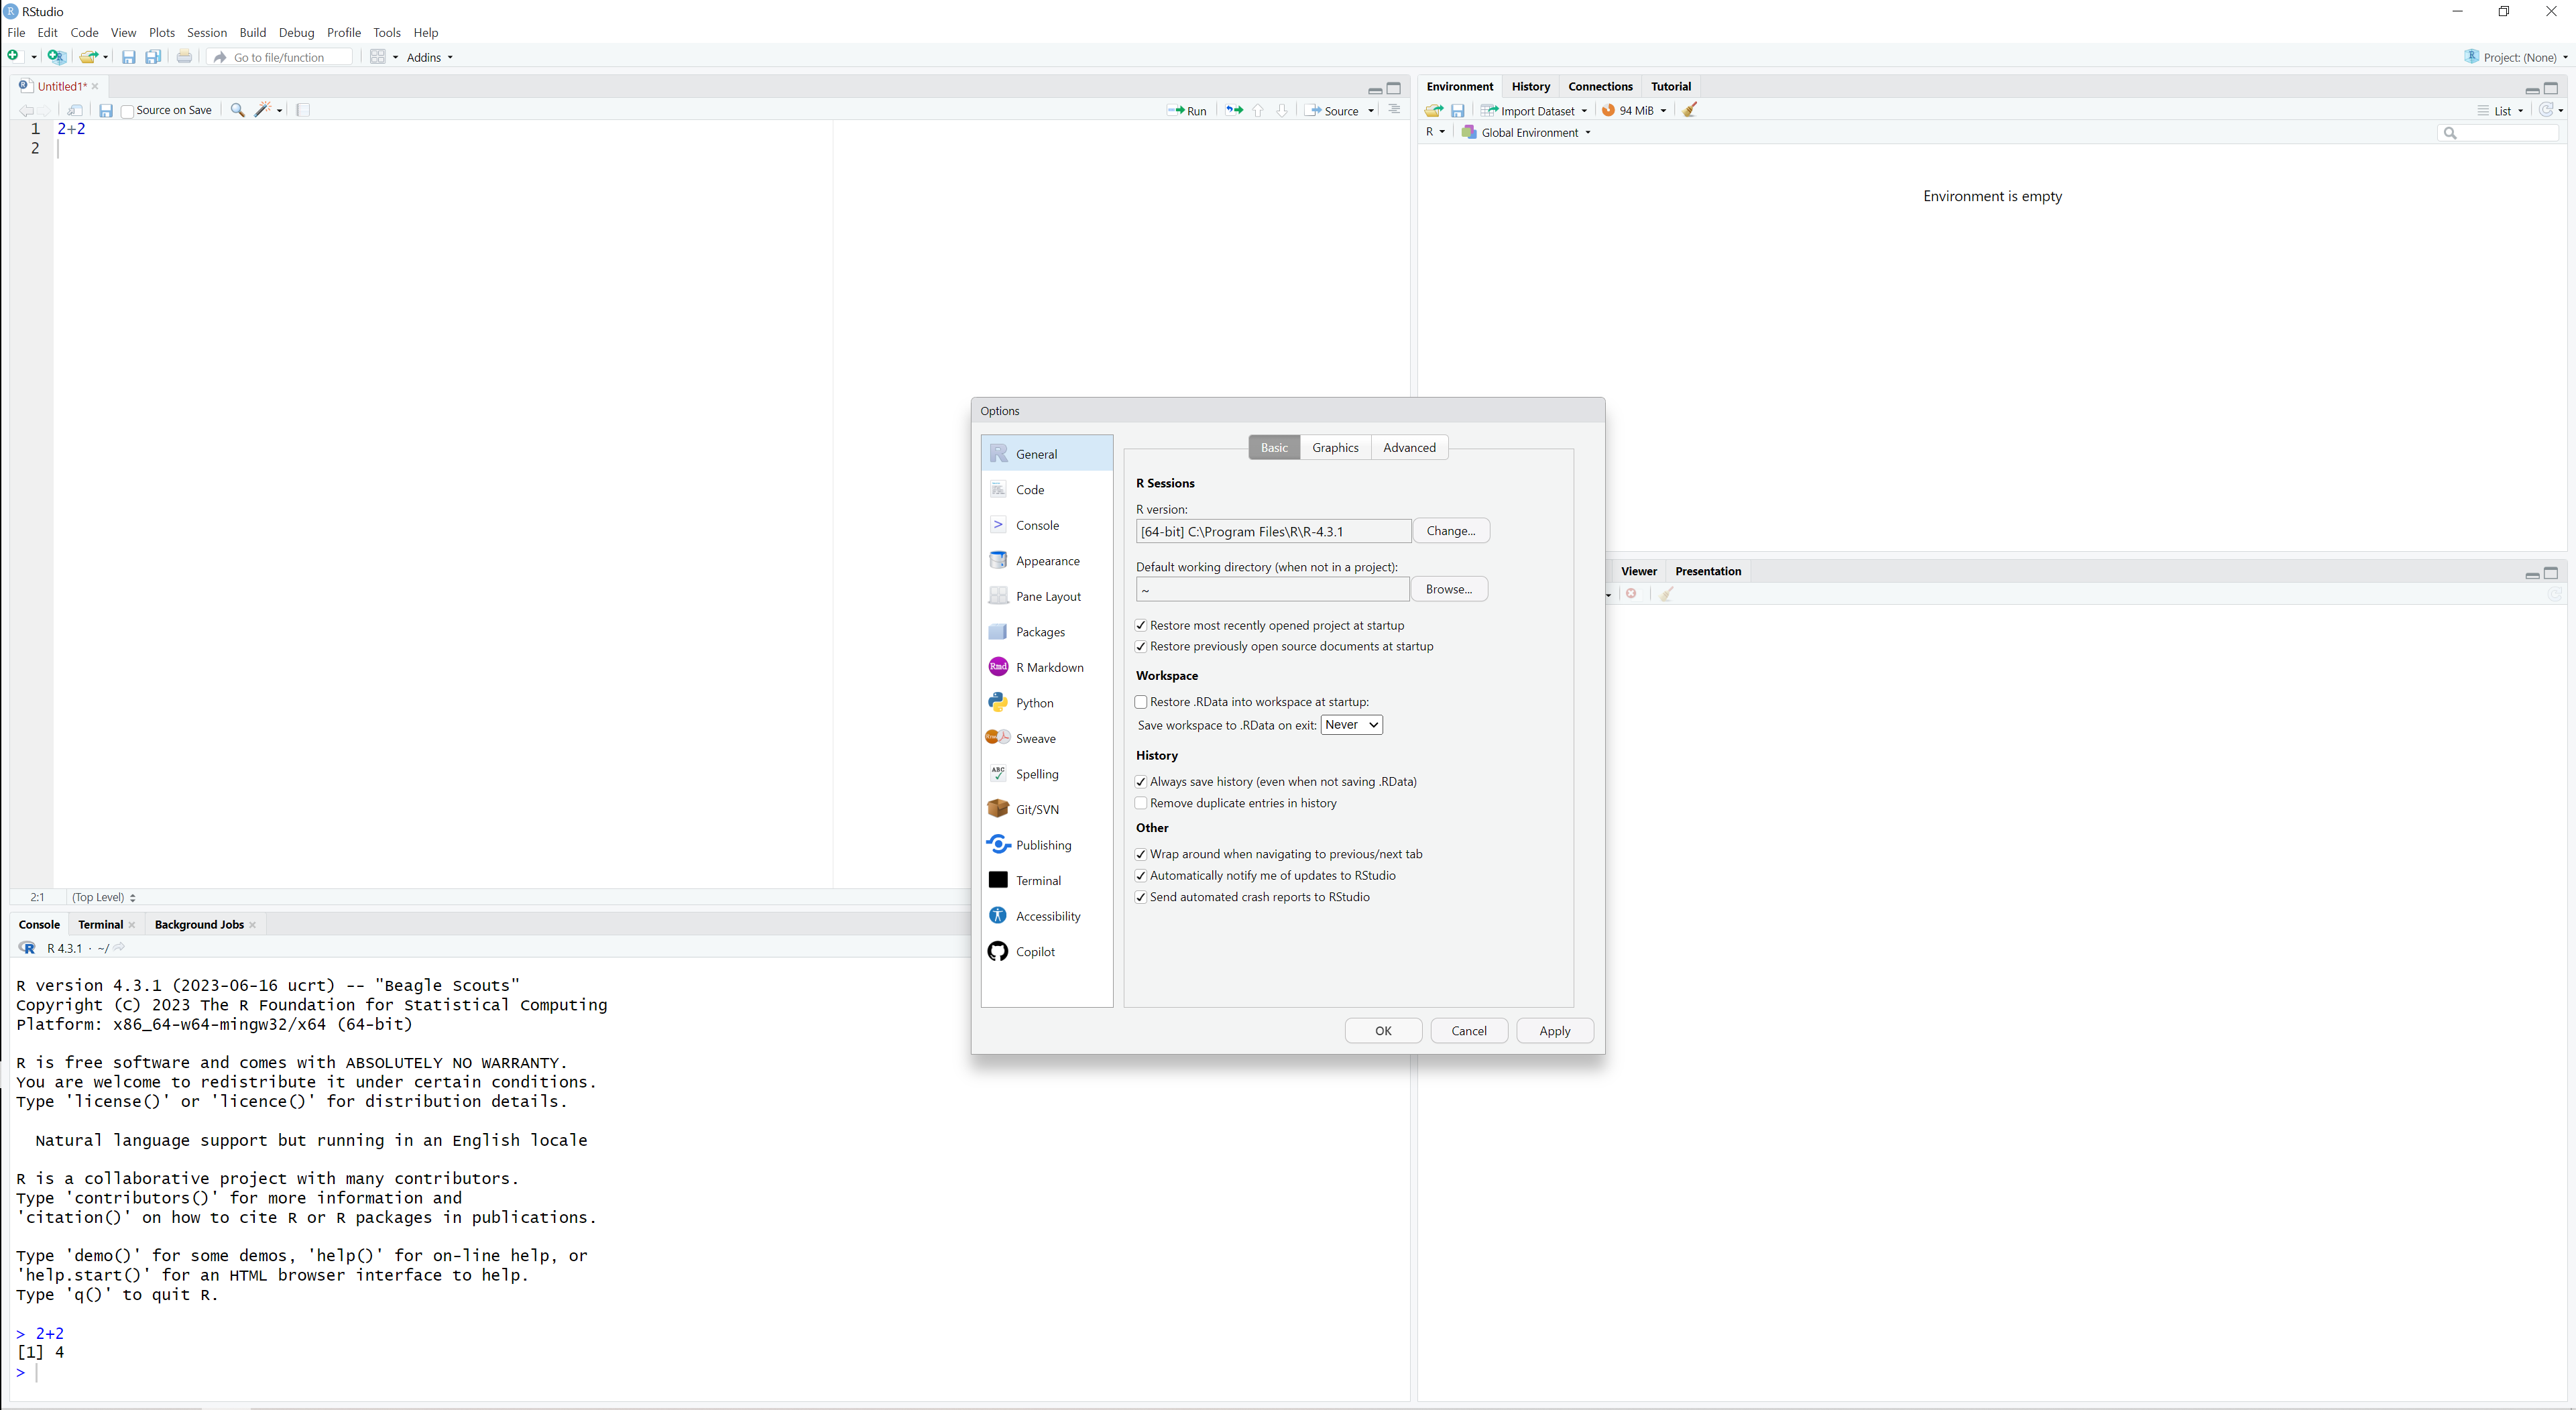 RStudio
File Edit Code View Plots Session Build Debug Profile Tools Help
Go to file/function Addins Project: (None)
Untitled1*
Source on Save Run Source
1 2+2
2
2:1 (Top Level)
Environment History Connections Tutorial
Import Dataset 94 MiB List
R Global Environment
Environment is empty
Viewer Presentation
Options
General
Code
Console
Appearance
Pane Layout
Packages
Rmd R Markdown
Python
Sweave
ABC Spelling
Git/SVN
Publishing
Terminal
Accessibility
Copilot
Basic Graphics Advanced
R Sessions
R version:
[64-bit] C:\Program Files\R\R-4.3.1 Change...
Default working directory (when not in a project):
~ Browse...
Restore most recently opened project at startup
Restore previously open source documents at startup
Workspace
Restore .RData into workspace at startup:
Save workspace to .RData on exit: Never
History
Always save history (even when not saving .RData)
Remove duplicate entries in history
Other
Wrap around when navigating to previous/next tab
Automatically notify me of updates to RStudio
Send automated crash reports to RStudio
OK Cancel Apply
Console Terminal Background Jobs
R 4.3.1 · ~/
R version 4.3.1 (2023-06-16 ucrt) -- "Beagle Scouts"
Copyright (C) 2023 The R Foundation for Statistical Computing
Platform: x86_64-w64-mingw32/x64 (64-bit)
R is free software and comes with ABSOLUTELY NO WARRANTY.
You are welcome to redistribute it under certain conditions.
Type 'license()' or 'licence()' for distribution details.
Natural language support but running in an English locale
R is a collaborative project with many contributors.
Type 'contributors()' for more information and
'citation()' on how to cite R or R packages in publications.
Type 'demo()' for some demos, 'help()' for on-line help, or
'help.start()' for an HTML browser interface to help.
Type 'q()' to quit R.
> 2+2
[1] 4
>